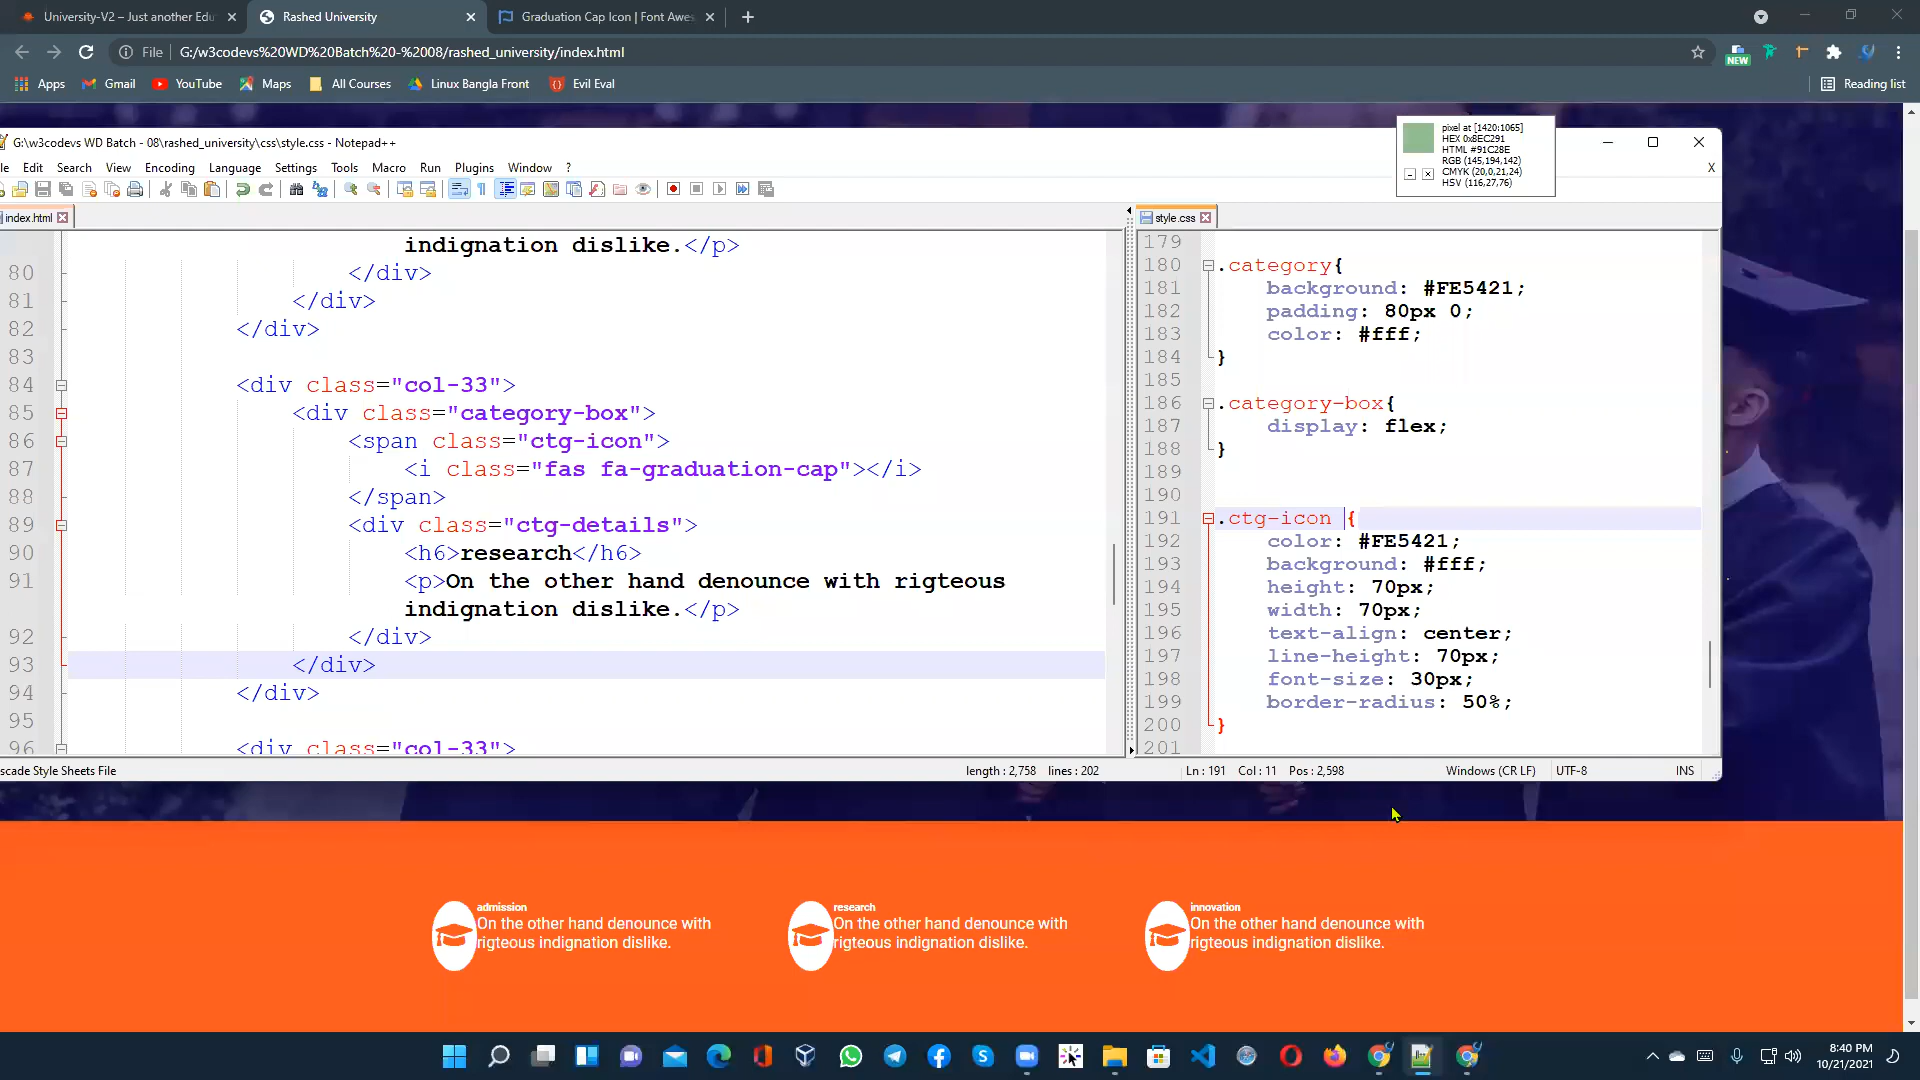 University-V2 – Just another Edu
Rashed University
Graduation Cap Icon | Font Awes
File
G:/w3codevs%20WD%20Batch%20-%2008/rashed_university/index.html
NEW
Apps
Gmail
YouTube
Maps
All Courses
Linux Bangla Front
Evil Eval
Reading list
G:\w3codevs WD Batch - 08\rashed_university\css\style.css - Notepad++
pixel at [1420:1065]
HEX 0x8EC291
HTML #91C28E
RGB (145,194,142)
CMYK (20,0,21,24)
HSV (116,27,76)
le Edit Search View Encoding Language Settings Tools Macro Run Plugins Window ?
X
index.html
style.css
indignation dislike.</p>
80 </div>
81 </div>
82 </div>
83
84 <div class="col-33">
85 <div class="category-box">
86 <span class="ctg-icon">
87 <i class="fas fa-graduation-cap"></i>
88 </span>
89 <div class="ctg-details">
90 <h6>research</h6>
91 <p>On the other hand denounce with rigteous
indignation dislike.</p>
92 </div>
93 </div>
94 </div>
95
96 <div class="col-33">
179
180 .category{
181 background: #FE5421;
182 padding: 80px 0;
183 color: #fff;
184 }
185
186 .category-box{
187 display: flex;
188 }
189
190
191 .ctg-icon {
192 color: #FE5421;
193 background: #fff;
194 height: 70px;
195 width: 70px;
196 text-align: center;
197 line-height: 70px;
198 font-size: 30px;
199 border-radius: 50%;
200 }
201
scade Style Sheets File
length : 2,758 lines : 202
Ln : 191 Col : 11 Pos : 2,598
Windows (CR LF)
UTF-8
INS
admission
On the other hand denounce with
rigteous indignation dislike.
research
On the other hand denounce with
rigteous indignation dislike.
innovation
On the other hand denounce with
rigteous indignation dislike.
8:40 PM
10/21/2021